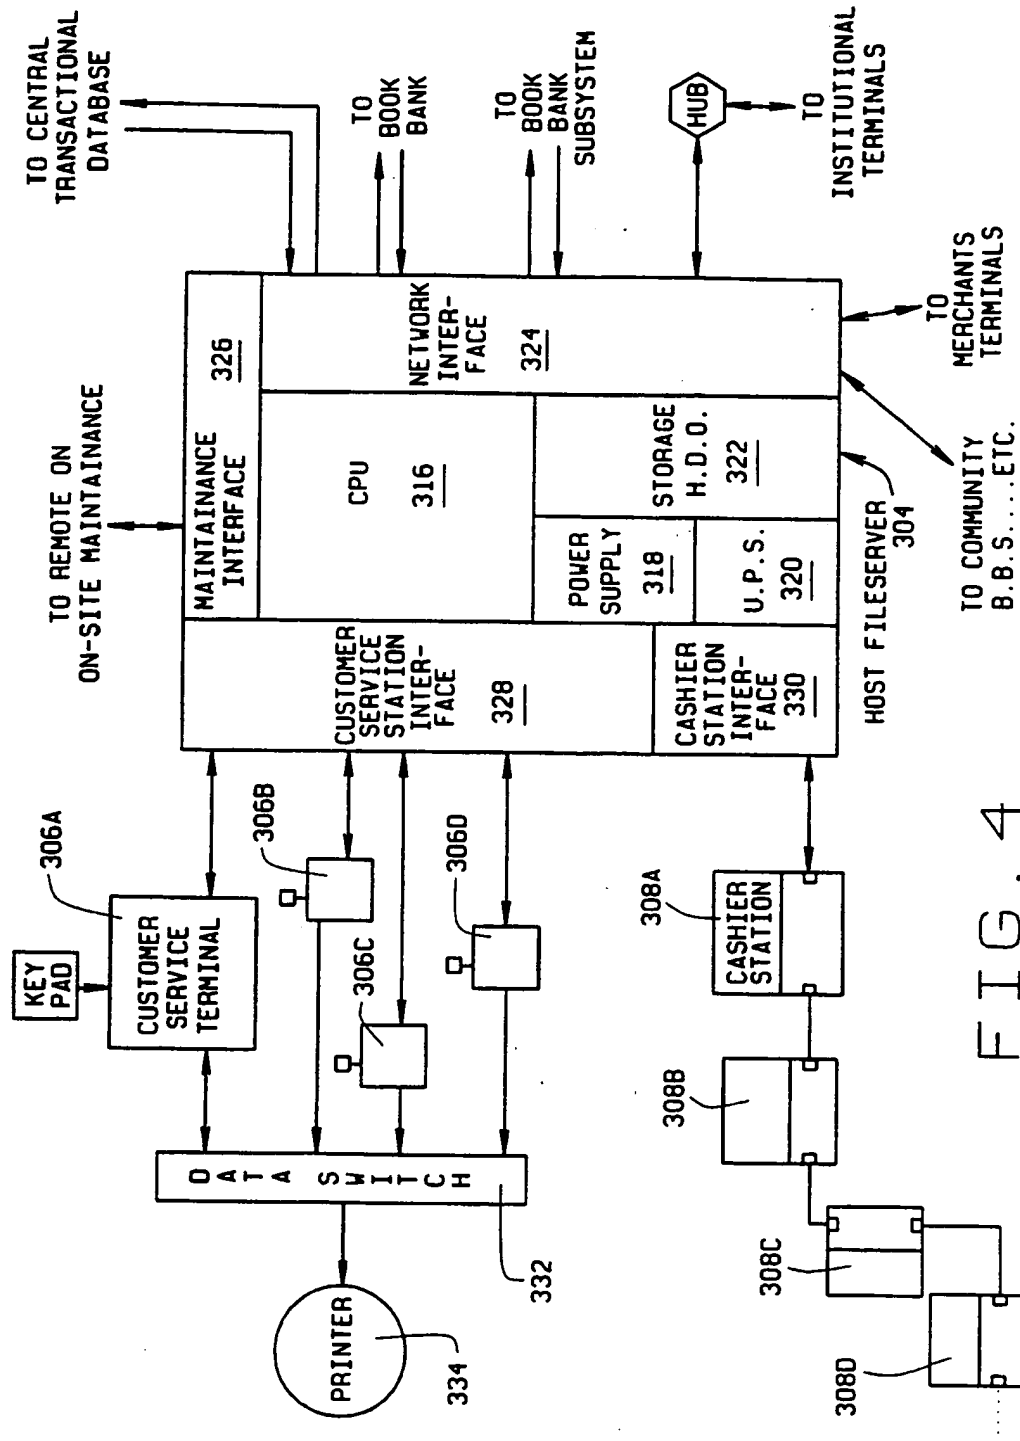 TO CENTRAL
TRANSACTIONAL
DATABASE
TO
BOOK
BANK
TO
BOOK
BANK
SUBSYSTEM
HUB
TO
INSTITUTIONAL
TERMINALS
TO
MERCHANTS
TERMINALS
TO COMMUNITY
B.B.S....ETC.
TO REMOTE ON
ON-SITE MAINTAINANCE
MAINTAINANCE
INTERFACE
326
NETWORK
INTER-
FACE
324
CPU
316
STORAGE
H.D.O.
322
POWER
SUPPLY
318
U.P.S.
320
CUSTOMER
SERVICE
STATION
INTER-
FACE
328
CASHIER
STATION
INTER-
FACE
330
HOST FILESERVER
304
306A
306B
306C
306D
KEY
PAD
CUSTOMER
SERVICE
TERMINAL
DATA SWITCH
332
PRINTER
334
308A
CASHIER
STATION
308B
308C
308D
FIG. 4